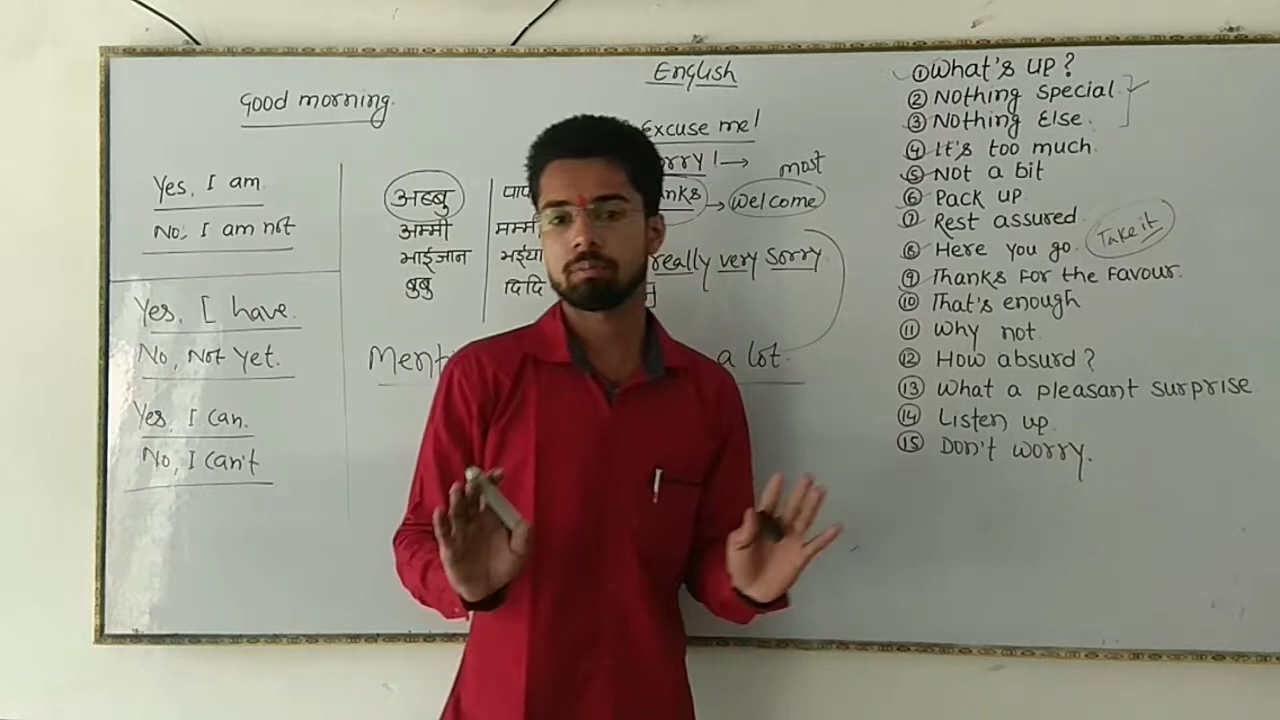 English
Good morning.
Yes, I am
No, I am not
Yes, I have.
No, Not yet.
Yes, I can.
No, I can't
अब्बु
अम्मी
भाईजान
बुबु
मम्मी
दिदि
Excuse me!
most
Welcome
really very sorry
a lot.
① What's up?
② Nothing special
③ Nothing Else.
④ It's too much.
⑤ Not a bit
⑥ Pack up
⑦ Rest assured.
⑧ Here you go. Take it
⑨ Thanks for the favour.
⑩ That's enough
⑪ Why not.
⑫ How absurd?
⑬ What a pleasant surprise
⑭ Listen up.
⑮ Don't worry.